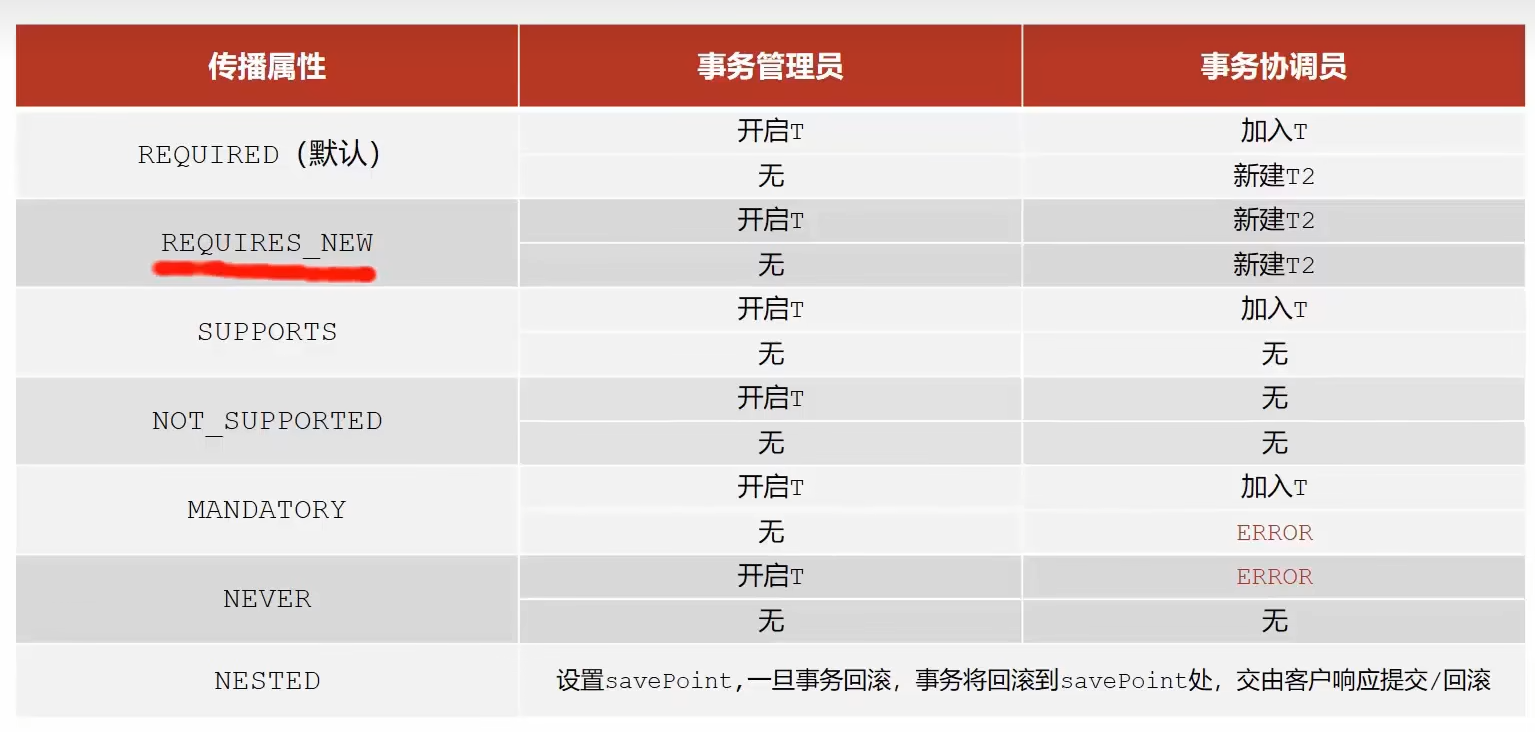 传播属性 事务管理员 事务协调员
REQUIRED（默认） 开启T 加入T
无 新建T2
REQUIRES_NEW 开启T 新建T2
无 新建T2
SUPPORTS 开启T 加入T
无 无
NOT_SUPPORTED 开启T 无
无 无
MANDATORY 开启T 加入T
无 ERROR
NEVER 开启T ERROR
无 无
NESTED 设置savePoint,一旦事务回滚，事务将回滚到savePoint处，交由客户响应提交/回滚